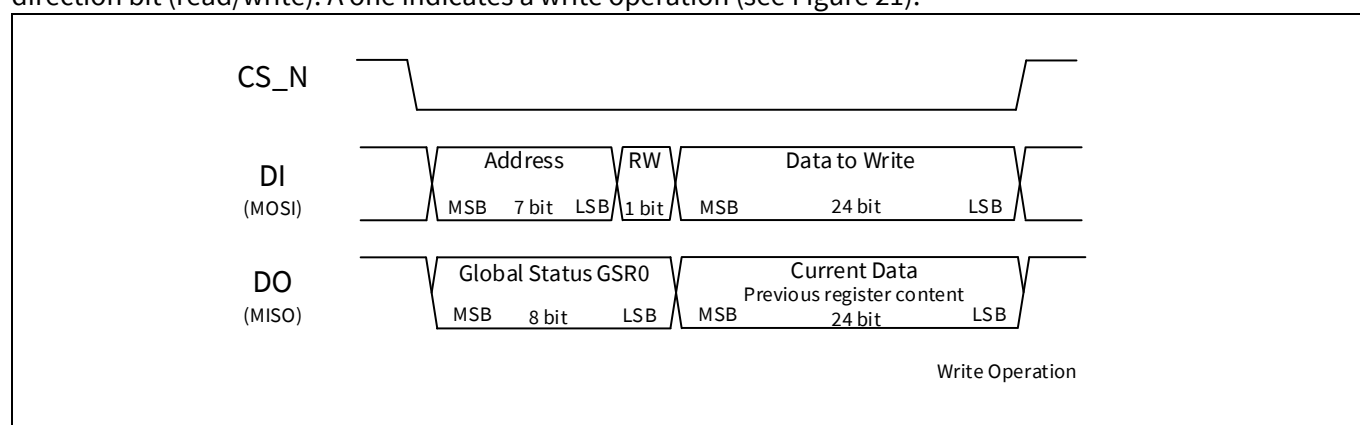 direction bit (read/write). A one indicates a write operation (see Figure 21).
CS_N
DI
(MOSI)
Address
RW
Data to Write
MSB 7 bit LSB
1 bit
MSB 24 bit LSB
DO
(MISO)
Global Status GSR0
Current Data
Previous register content
MSB 8 bit LSB
MSB 24 bit LSB
Write Operation